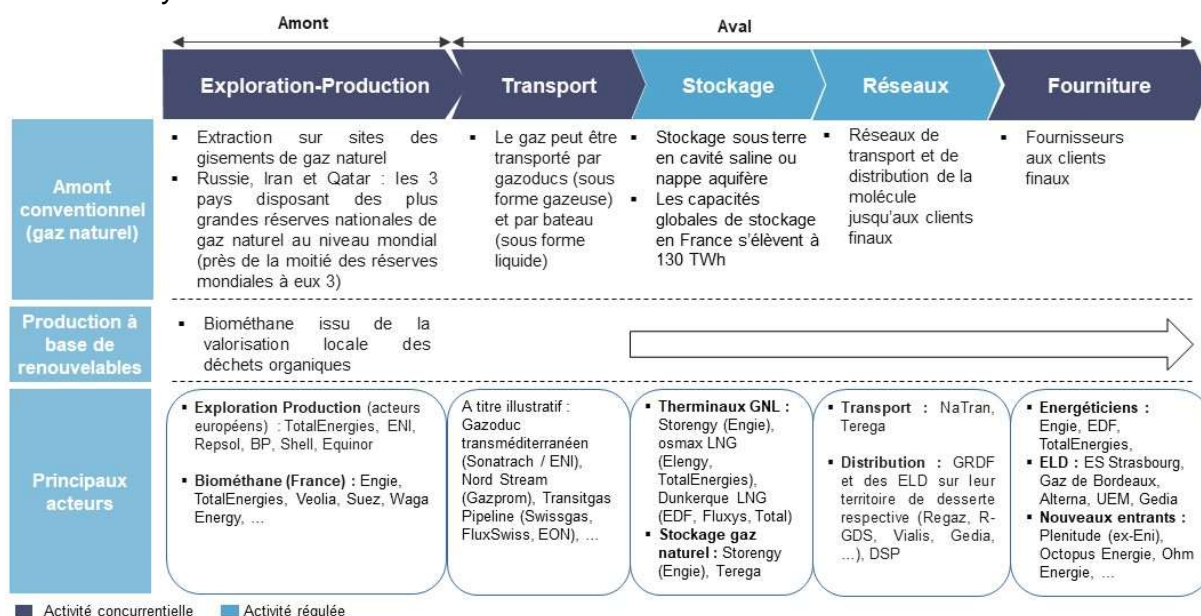 Amont
Aval
Exploration-Production
Transport
Stockage
Réseaux
Fourniture
Amont
conventionnel
(gaz naturel)
▪ Extraction sur sites des
gisements de gaz naturel
▪ Russie, Iran et Qatar : les 3
pays disposant des plus
grandes réserves nationales de
gaz naturel au niveau mondial
(près de la moitié des réserves
mondiales à eux 3)
▪ Le gaz peut être
transporté par
gazoducs (sous
forme gazeuse) et
et par bateau
(sous forme
liquide)
▪ Stockage sous terre
en cavité saline ou
nappe aquifère
▪ Les capacités
globales de stockage
en France s'élèvent à
130 TWh
▪ Réseaux de
transport et de
distribution de la
molécule
jusqu'aux clients
finaux
▪ Fournisseurs
aux clients
finaux
Production à
base de
renouvelables
▪ Biométhane issu de la
valorisation locale des
déchets organiques
Principaux
acteurs
▪ Exploration Production (acteurs
européens) : TotalEnergies, ENI,
Repsol, BP, Shell, Equinor
▪ Biométhane (France) : Engie,
TotalEnergies, Veolia, Suez, Waga
Energy, …
A titre illustratif :
Gazoduc
transméditerranéen
(Sonatrach / ENI),
Nord Stream
(Gazprom), Transitgas
Pipeline (Swissgas,
FluxSwiss, EON), …
▪ Therminaux GNL :
Storengy (Engie),
osmax LNG
(Elengy,
TotalEnergies),
Dunkerque LNG
(EDF, Fluxys, Total)
▪ Stockage gaz
naturel : Storengy
(Engie), Terega
▪ Transport : NaTran,
Terega
▪ Distribution : GRDF
et des ELD sur leur
territoire de desserte
respective (Regaz, R-
GDS, Vialis, Gedia,
…), DSP
▪ Energéticiens :
Engie, EDF,
TotalEnergies,
▪ ELD : ES Strasbourg,
Gaz de Bordeaux,
Alterna, UEM, Gedia
▪ Nouveaux entrants :
Plenitude (ex-Eni),
Octopus Energie, Ohm
Energie, …
Activité concurrentielle
Activité régulée